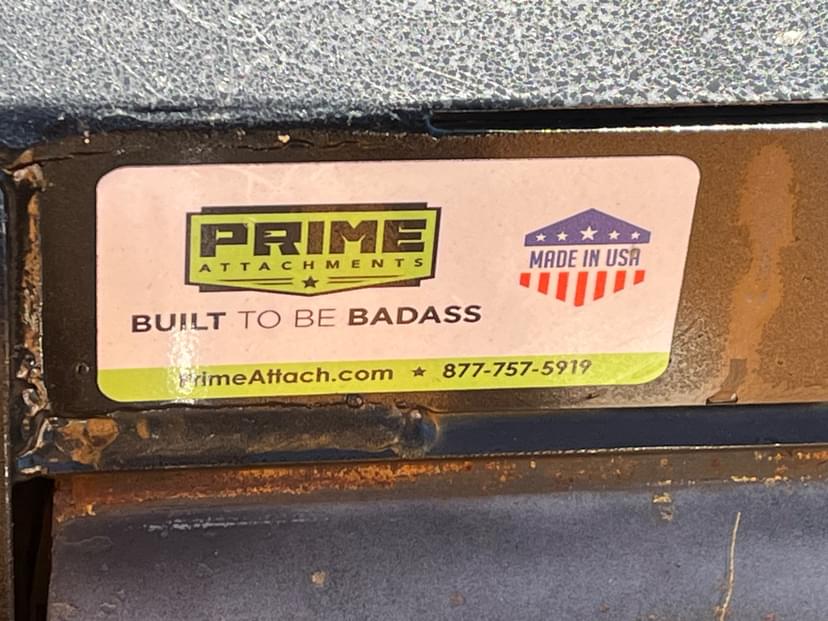 PRIME
ATTACHMENTS
BUILT TO BE BADASS
MADE IN USA
PrimeAttach.com ★ 877-757-5919